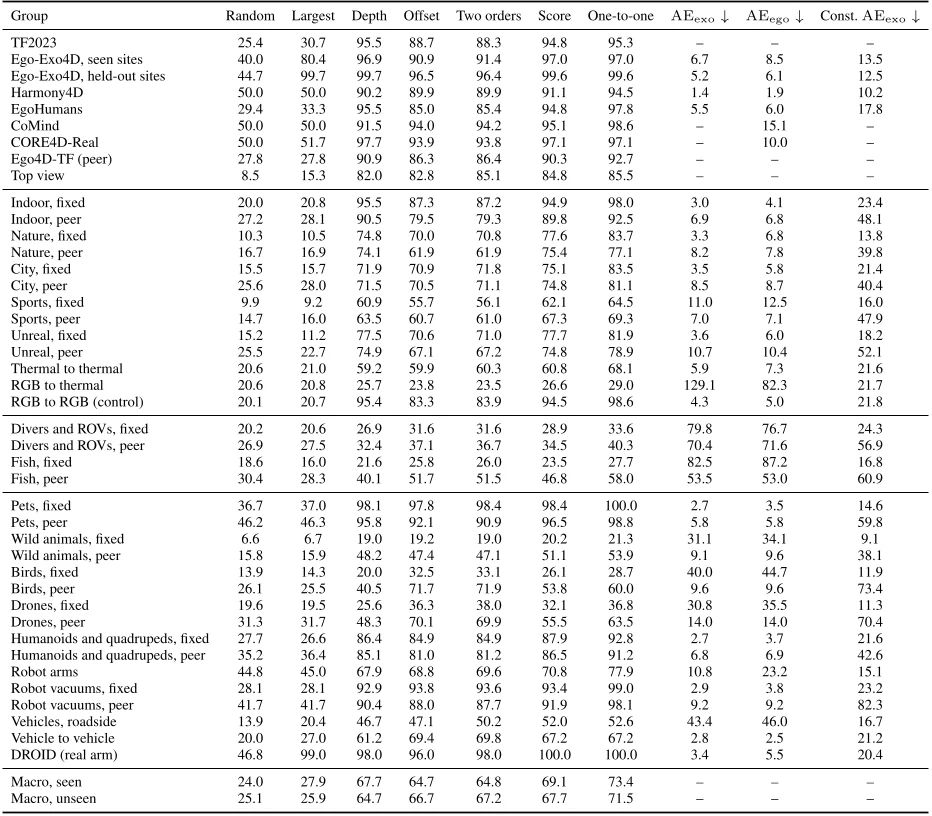 Group Random Largest Depth Offset Two orders Score One-to-one AEexo ↓ AEego ↓ Const. AEexo ↓
TF2023 25.4 30.7 95.5 88.7 88.3 94.8 95.3 – – –
Ego-Exo4D, seen sites 40.0 80.4 96.9 90.9 91.4 97.0 97.0 6.7 8.5 13.5
Ego-Exo4D, held-out sites 44.7 99.7 99.7 96.5 96.4 99.6 99.6 5.2 6.1 12.5
Harmony4D 50.0 50.0 90.2 89.9 89.9 91.1 94.5 1.4 1.9 10.2
EgoHumans 29.4 33.3 95.5 85.0 85.4 94.8 97.8 5.5 6.0 17.8
CoMind 50.0 50.0 91.5 94.0 94.2 95.1 98.6 – 15.1 –
CORE4D-Real 50.0 51.7 97.7 93.9 93.8 97.1 97.1 – 10.0 –
Ego4D-TF (peer) 27.8 27.8 90.9 86.3 86.4 90.3 92.7 – – –
Top view 8.5 15.3 82.0 82.8 85.1 84.8 85.5 – – –
Indoor, fixed 20.0 20.8 95.5 87.3 87.2 94.9 98.0 3.0 4.1 23.4
Indoor, peer 27.2 28.1 90.5 79.5 79.3 89.8 92.5 6.9 6.8 48.1
Nature, fixed 10.3 10.5 74.8 70.0 70.8 77.6 83.7 3.3 6.8 13.8
Nature, peer 16.7 16.9 74.1 61.9 61.9 75.4 77.1 8.2 7.8 39.8
City, fixed 15.5 15.7 71.9 70.9 71.8 75.1 83.5 3.5 5.8 21.4
City, peer 25.6 28.0 71.5 70.5 71.1 74.8 81.1 8.5 8.7 40.4
Sports, fixed 9.9 9.2 60.9 55.7 56.1 62.1 64.5 11.0 12.5 16.0
Sports, peer 14.7 16.0 63.5 60.7 61.0 67.3 69.3 7.0 7.1 47.9
Unreal, fixed 15.2 11.2 77.5 70.6 71.0 77.7 81.9 3.6 6.0 18.2
Unreal, peer 25.5 22.7 74.9 67.1 67.2 74.8 78.9 10.7 10.4 52.1
Thermal to thermal 20.6 21.0 59.2 59.9 60.3 60.8 68.1 5.9 7.3 21.6
RGB to thermal 20.6 20.8 25.7 23.8 23.5 26.6 29.0 129.1 82.3 21.7
RGB to RGB (control) 20.1 20.7 95.4 83.3 83.9 94.5 98.6 4.3 5.0 21.8
Divers and ROVs, fixed 20.2 20.6 26.9 31.6 31.6 28.9 33.6 79.8 76.7 24.3
Divers and ROVs, peer 26.9 27.5 32.4 37.1 36.7 34.5 40.3 70.4 71.6 56.9
Fish, fixed 18.6 16.0 21.6 25.8 26.0 23.5 27.7 82.5 87.2 16.8
Fish, peer 30.4 28.3 40.1 51.7 51.5 46.8 58.0 53.5 53.0 60.9
Pets, fixed 36.7 37.0 98.1 97.8 98.4 98.4 100.0 2.7 3.5 14.6
Pets, peer 46.2 46.3 95.8 92.1 90.9 96.5 98.8 5.8 5.8 59.8
Wild animals, fixed 6.6 6.7 19.0 19.2 19.0 20.2 21.3 31.1 34.1 9.1
Wild animals, peer 15.8 15.9 48.2 47.4 47.1 51.1 53.9 9.1 9.6 38.1
Birds, fixed 13.9 14.3 20.0 32.5 33.1 26.1 28.7 40.0 44.7 11.9
Birds, peer 26.1 25.5 40.5 71.7 71.9 53.8 60.0 9.6 9.6 73.4
Drones, fixed 19.6 19.5 25.6 36.3 38.0 32.1 36.8 30.8 35.5 11.3
Drones, peer 31.3 31.7 48.3 70.1 69.9 55.5 63.5 14.0 14.0 70.4
Humanoids and quadrupeds, fixed 27.7 26.6 86.4 84.9 84.9 87.9 92.8 2.7 3.7 21.6
Humanoids and quadrupeds, peer 35.2 36.4 85.1 81.0 81.2 86.5 91.2 6.8 6.9 42.6
Robot arms 44.8 45.0 67.9 68.8 69.6 70.8 77.9 10.8 23.2 15.1
Robot vacuums, fixed 28.1 28.1 92.9 93.8 93.6 93.4 99.0 2.9 3.8 23.2
Robot vacuums, peer 41.7 41.7 90.4 88.0 87.7 91.9 98.1 9.2 9.2 82.3
Vehicles, roadside 13.9 20.4 46.7 47.1 50.2 52.0 52.6 43.4 46.0 16.7
Vehicle to vehicle 20.0 27.0 61.2 69.4 69.8 67.2 67.2 2.8 2.5 21.2
DROID (real arm) 46.8 99.0 98.0 96.0 98.0 100.0 100.0 3.4 5.5 20.4
Macro, seen 24.0 27.9 67.7 64.7 64.8 69.1 73.4 – – –
Macro, unseen 25.1 25.9 64.7 66.7 67.2 67.7 71.5 – – –